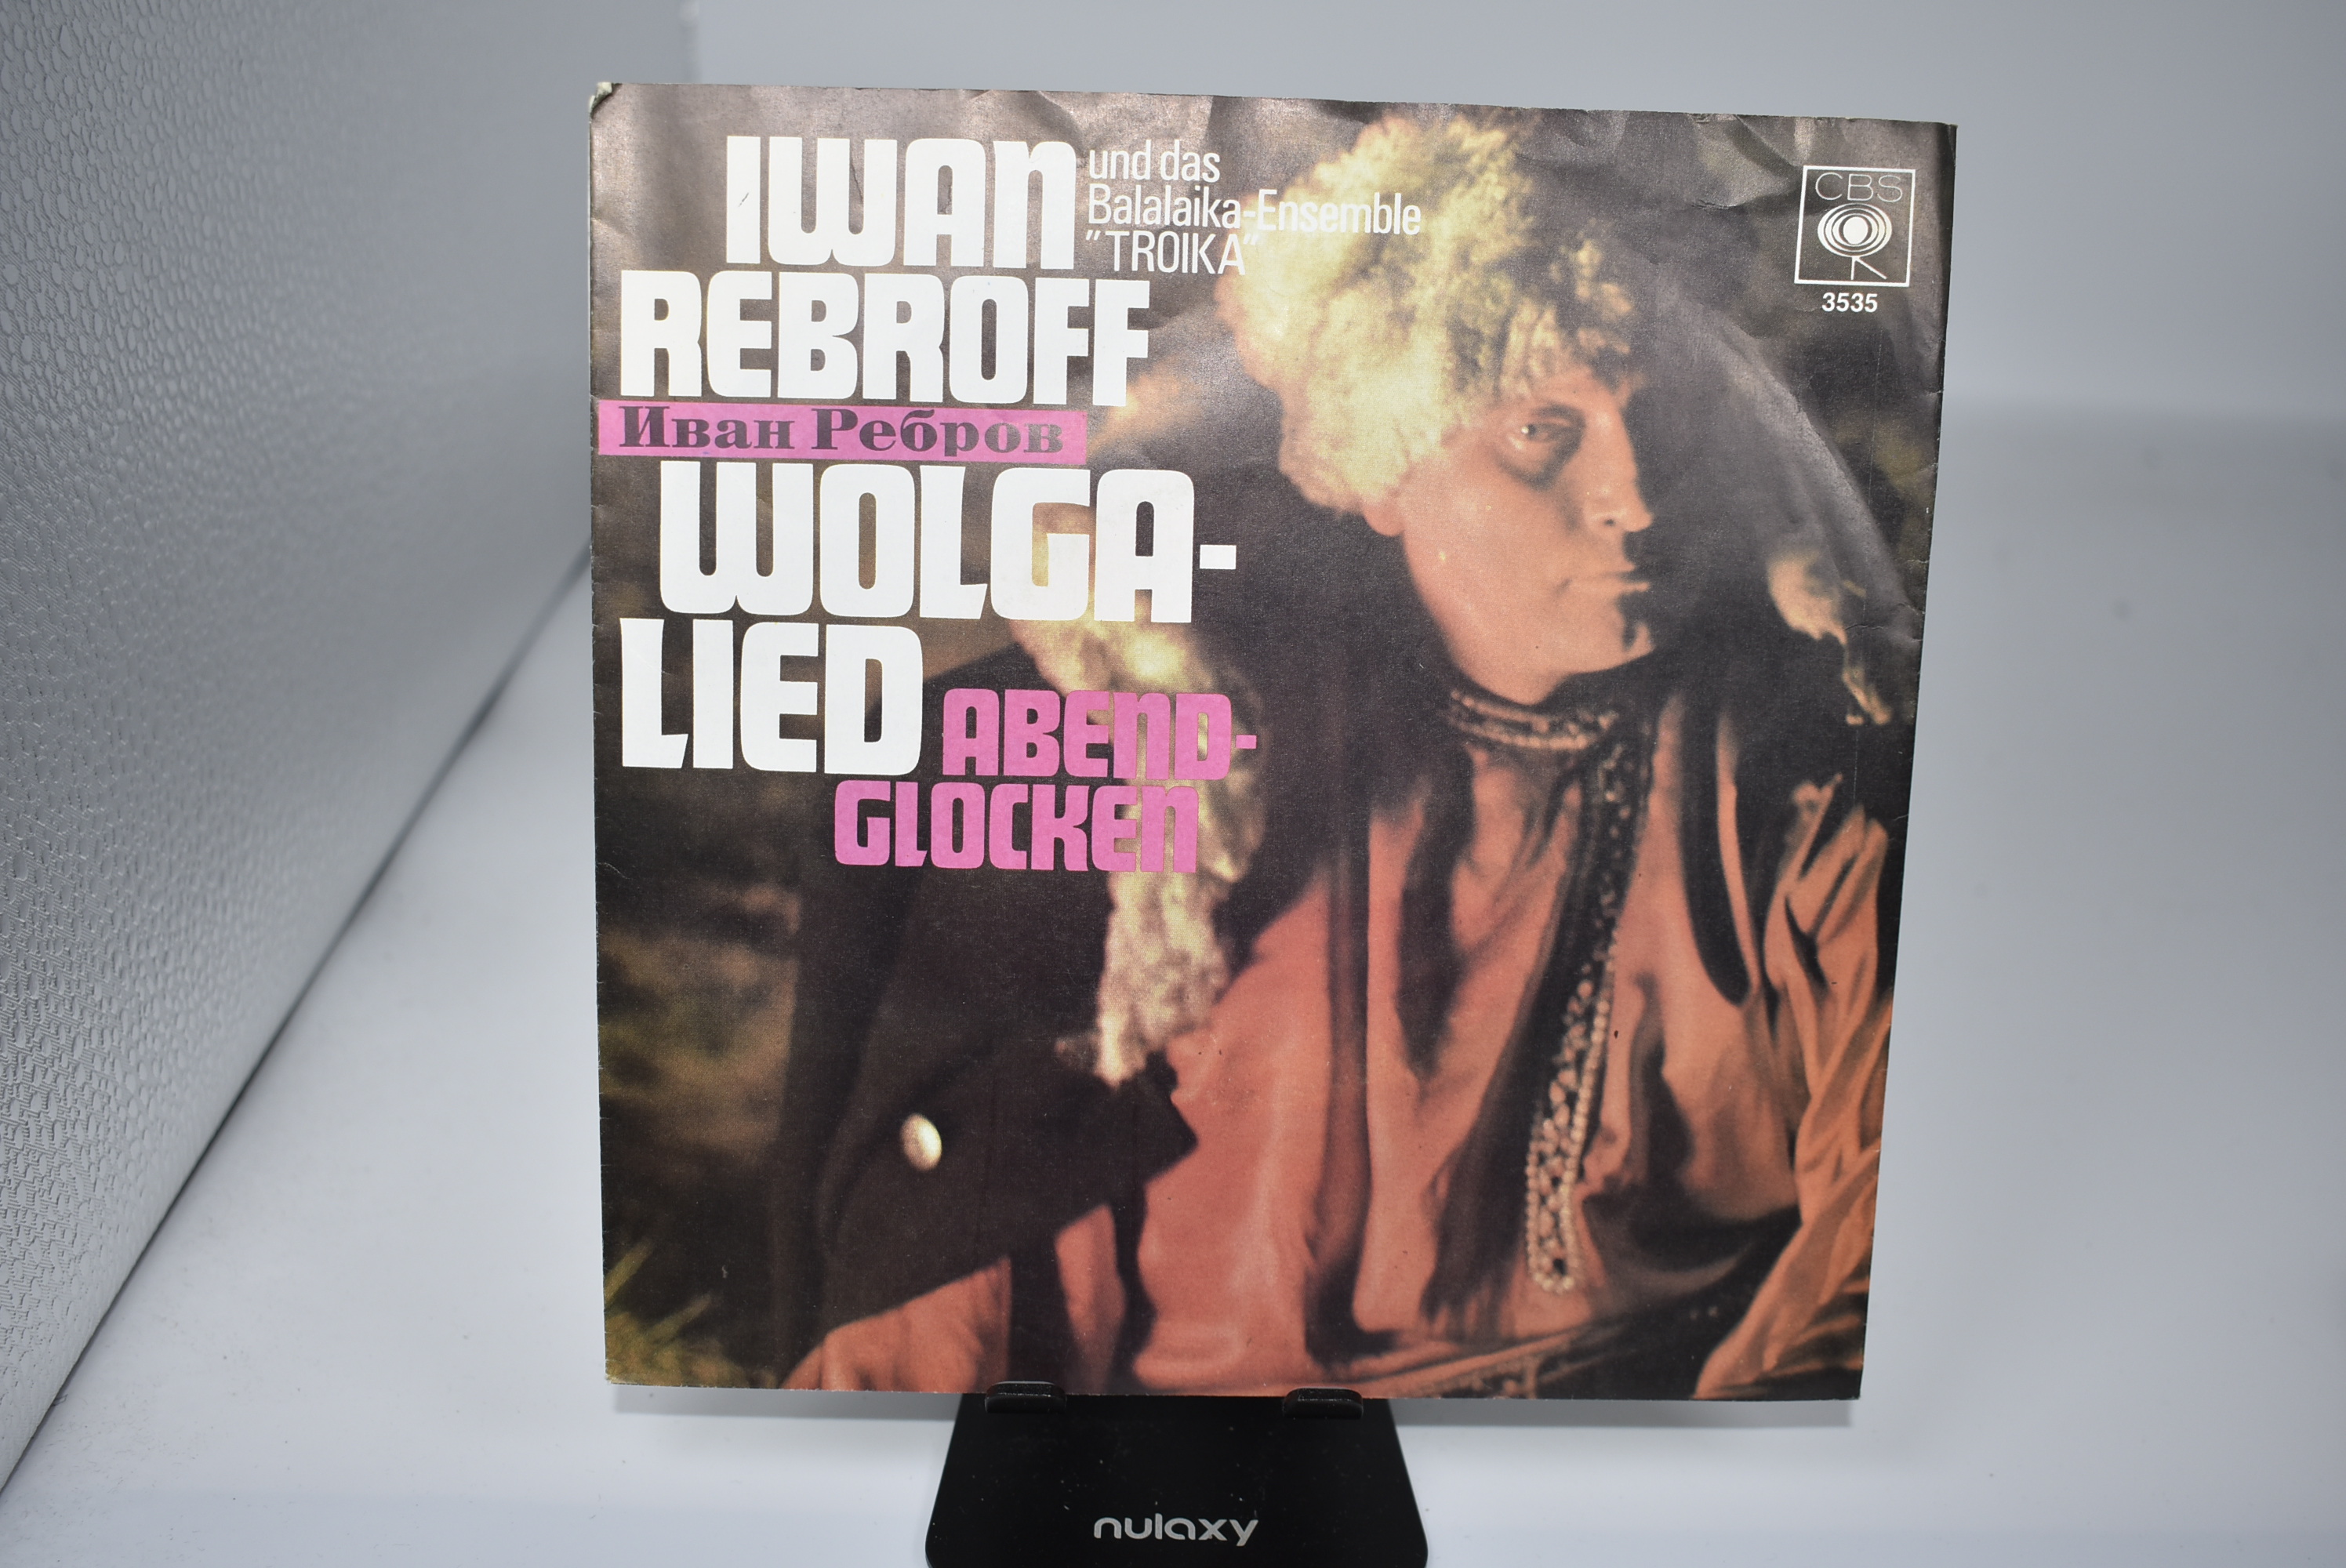 IWAN
und das
Balalaika-Ensemble
"TROIKA"
CBS
3535
REBROFF
Иван Ребров
WOLGA-
LIED
ABEND-
GLOCKEN
nulaxy